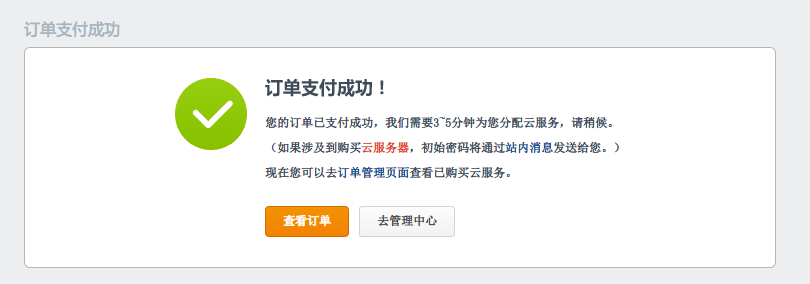 订单支付成功
订单支付成功！
您的订单已支付成功，我们需要3~5分钟为您分配云服务，请稍候。
（如果涉及到购买云服务器，初始密码将通过站内消息发送给您。）
现在您可以去订单管理页面查看已购买云服务。
查看订单 去管理中心